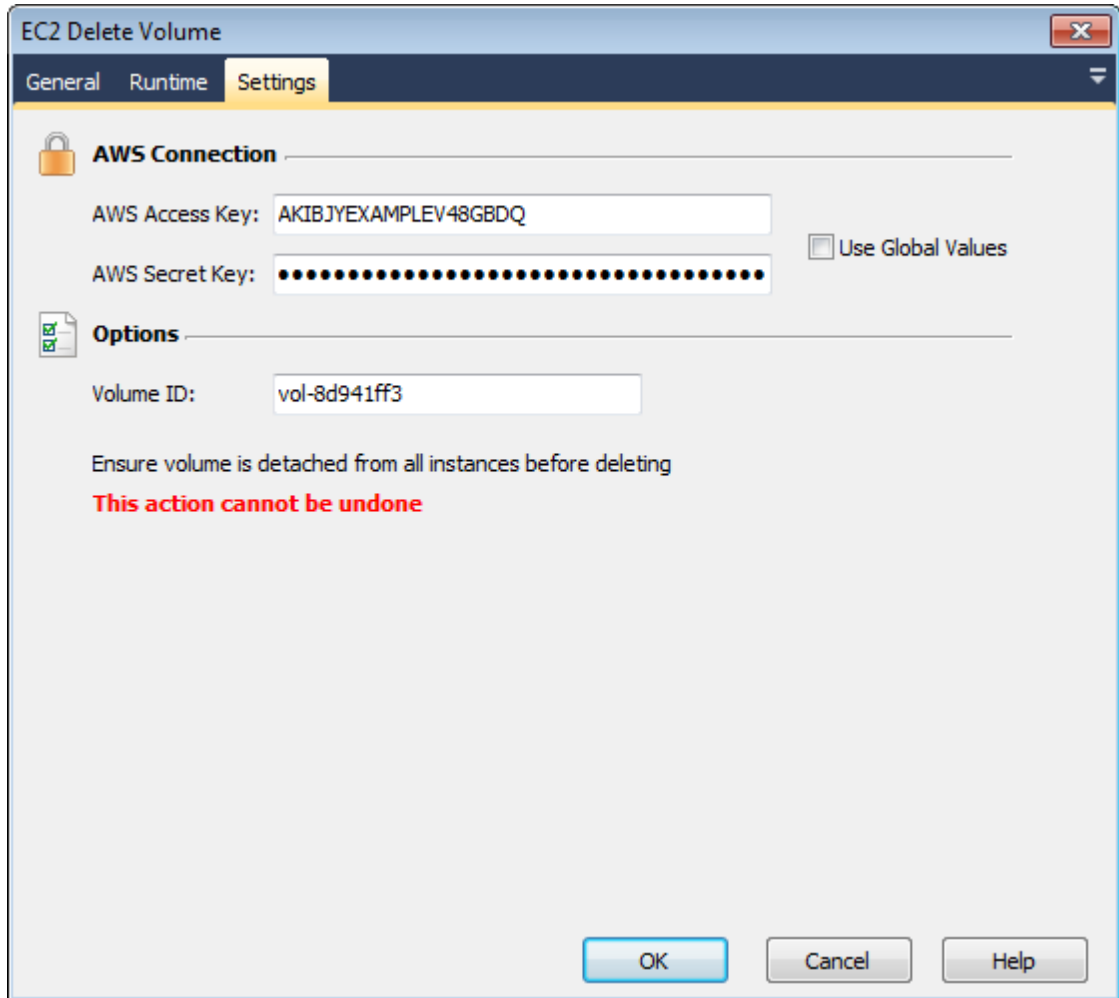 EC2 Delete Volume
General Runtime Settings
AWS Connection
AWS Access Key: AKIBJYEXAMPLEV48GBDQ
Use Global Values
AWS Secret Key: ●●●●●●●●●●●●●●●●●●●●●●●●●●●●●●●●●●●
Options
Volume ID: vol-8d941ff3
Ensure volume is detached from all instances before deleting
This action cannot be undone
OK Cancel Help